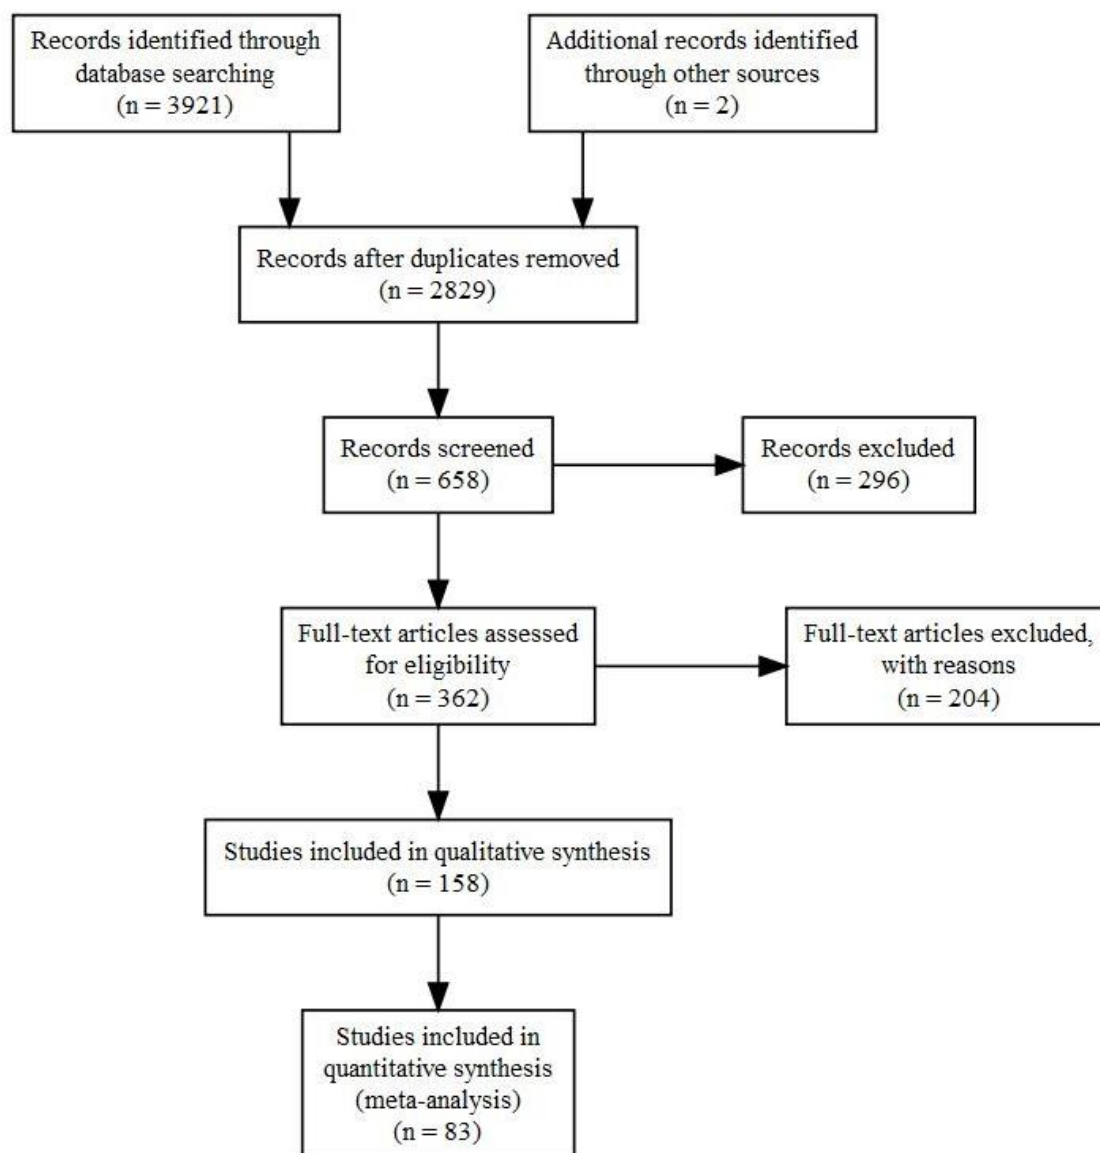 Records identified through
database searching
(n = 3921)
Additional records identified
through other sources
(n = 2)
Records after duplicates removed
(n = 2829)
Records screened
(n = 658)
Records excluded
(n = 296)
Full-text articles assessed
for eligibility
(n = 362)
Full-text articles excluded,
with reasons
(n = 204)
Studies included in qualitative synthesis
(n = 158)
Studies included in
quantitative synthesis
(meta-analysis)
(n = 83)